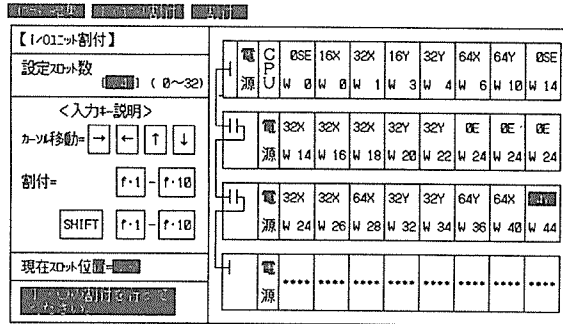 【i/Oユニット割付】
設定スロット数
( 0～32)
＜入力キー説明＞
カーソル移動= → ← ↑ ↓
割付= f・1 - f・10
SHIFT f・1 - f・10
現在スロット位置=
電源 CPU 0SE 16X 32X 16Y 32Y 64X 64Y 0SE
W 0 W 0 W 1 W 3 W 4 W 6 W 10 W 14
電源 32X 32X 32X 32Y 32Y 0E 0E 0E
W 14 W 16 W 18 W 20 W 22 W 24 W 24 W 24
電源 32X 32X 64X 32Y 32Y 64Y 64X
W 24 W 26 W 28 W 32 W 34 W 36 W 40 W 44
電源 •••• •••• •••• •••• •••• •••• •••• ••••